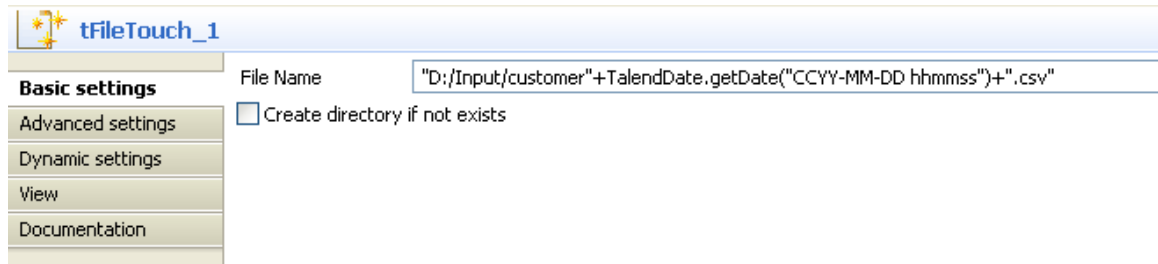 tFileTouch_1
Basic settings
File Name "D:/Input/customer"+TalendDate.getDate("CCYY-MM-DD hhmmss")+".csv"
Create directory if not exists
Advanced settings
Dynamic settings
View
Documentation